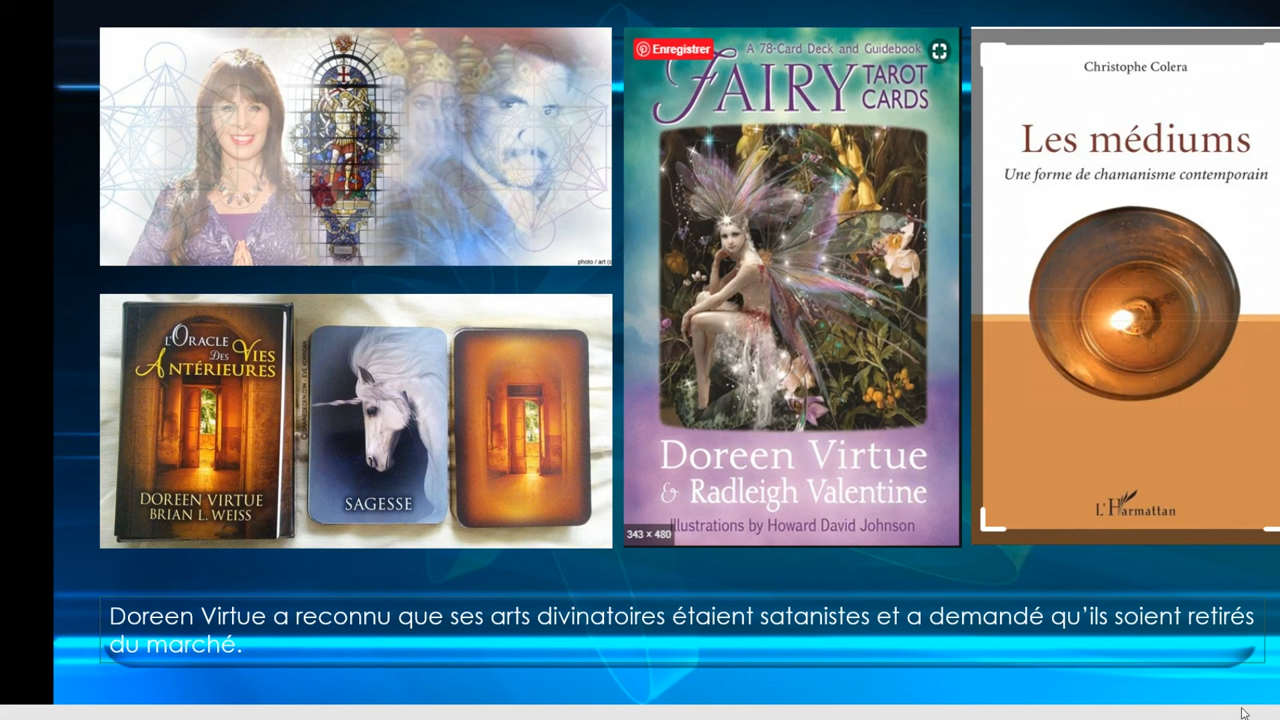 photo / art (c
L'ORACLE
DES VIES
ANTÉRIEURES
DOREEN VIRTUE
BRIAN L. WEISS
SAGESSE
Enregistrer
A 78-Card Deck and Guidebook
FAIRY TAROT
CARDS
Doreen Virtue
& Radleigh Valentine
Illustrations by Howard David Johnson
343 × 480
Christophe Colera
Les médiums
Une forme de chamanisme contemporain
L'Harmattan
Doreen Virtue a reconnu que ses arts divinatoires étaient satanistes et a demandé qu’ils soient retirés
du marché.